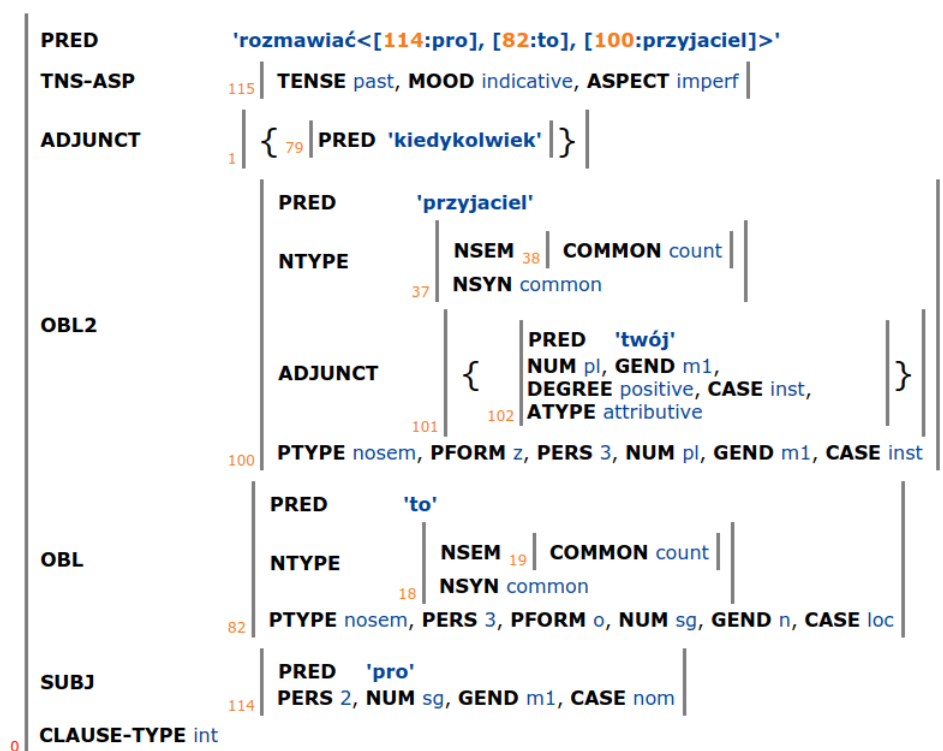 PRED 'rozmawiać<[114:pro], [82:to], [100:przyjaciel]>'
TNS-ASP 115 TENSE past, MOOD indicative, ASPECT imperf
ADJUNCT 1 { 79 PRED 'kiedykolwiek' }
PRED 'przyjaciel'
NTYPE 37 NSEM 38 COMMON count
NSYN common
OBL2
ADJUNCT 101 { 102 PRED 'twój'
NUM pl, GEND m1,
DEGREE positive, CASE inst,
ATYPE attributive }
100 PTYPE nosem, PFORM z, PERS 3, NUM pl, GEND m1, CASE inst
PRED 'to'
OBL NTYPE 18 NSEM 19 COMMON count
NSYN common
82 PTYPE nosem, PERS 3, PFORM o, NUM sg, GEND n, CASE loc
SUBJ 114 PRED 'pro'
PERS 2, NUM sg, GEND m1, CASE nom
0 CLAUSE-TYPE int